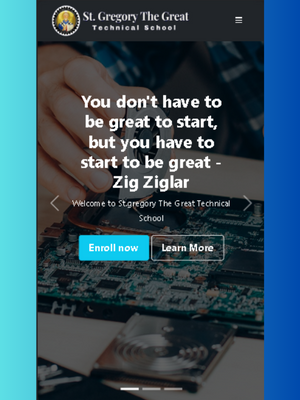 St. Gregory The Great
Technical School
You don't have to
be great to start,
but you have to
start to be great -
Zig Ziglar
Welcome to St.gregory The Great Technical
School
Enroll now
Learn More